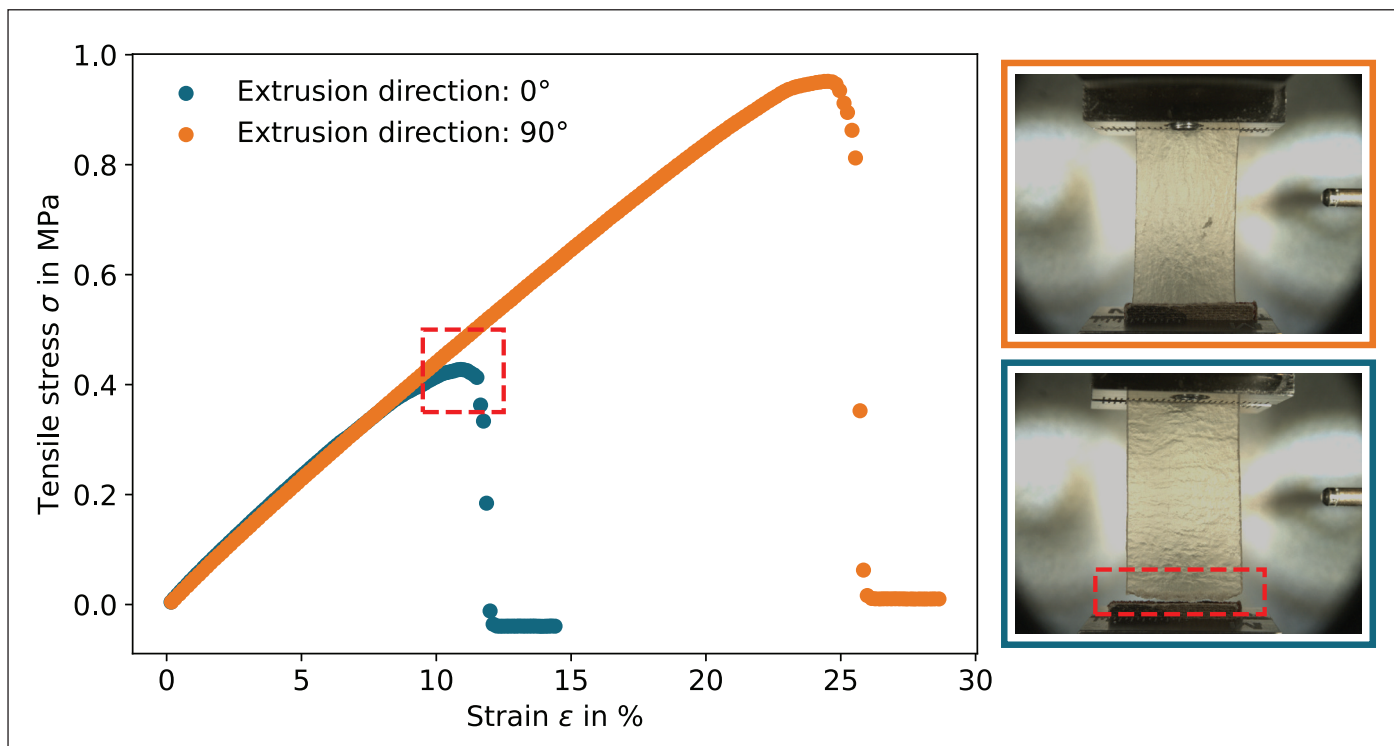 1.0
0.8
0.6
0.4
0.2
0.0
Tensile stress σ in MPa
Extrusion direction: 0°
Extrusion direction: 90°
0 5 10 15 20 25 30
Strain ε in %